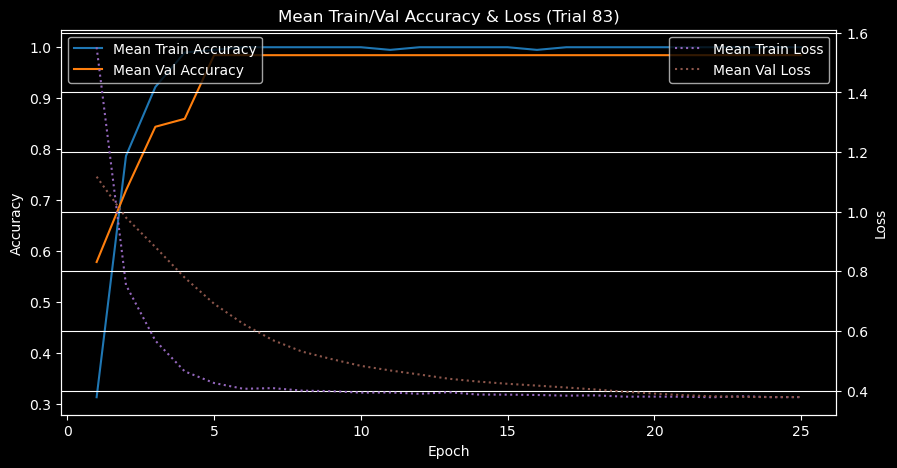 Mean Train/Val Accuracy & Loss (Trial 83)
Mean Train Accuracy
Mean Val Accuracy
Mean Train Loss
Mean Val Loss
Accuracy
1.0
0.9
0.8
0.7
0.6
0.5
0.4
0.3
Loss
1.6
1.4
1.2
1.0
0.8
0.6
0.4
0 5 10 15 20 25
Epoch